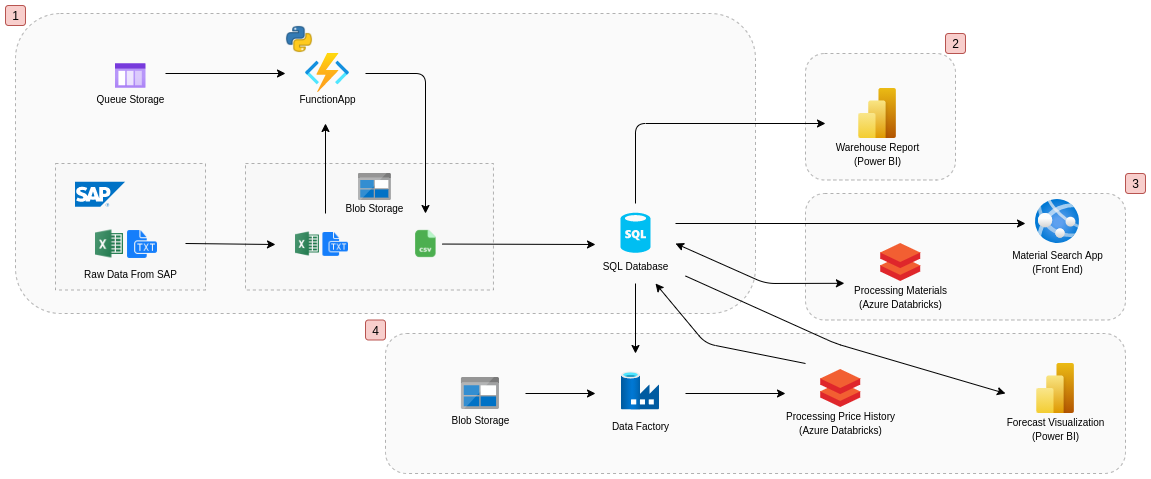 1
2
Queue Storage
FunctionApp
Warehouse Report
(Power BI)
SAP
Blob Storage
3
X
TXT
X
TXT
CSV
SQL
Raw Data From SAP
SQL Database
Material Search App
(Front End)
Processing Materials
(Azure Databricks)
4
Blob Storage
Data Factory
Processing Price History
(Azure Databricks)
Forecast Visualization
(Power BI)